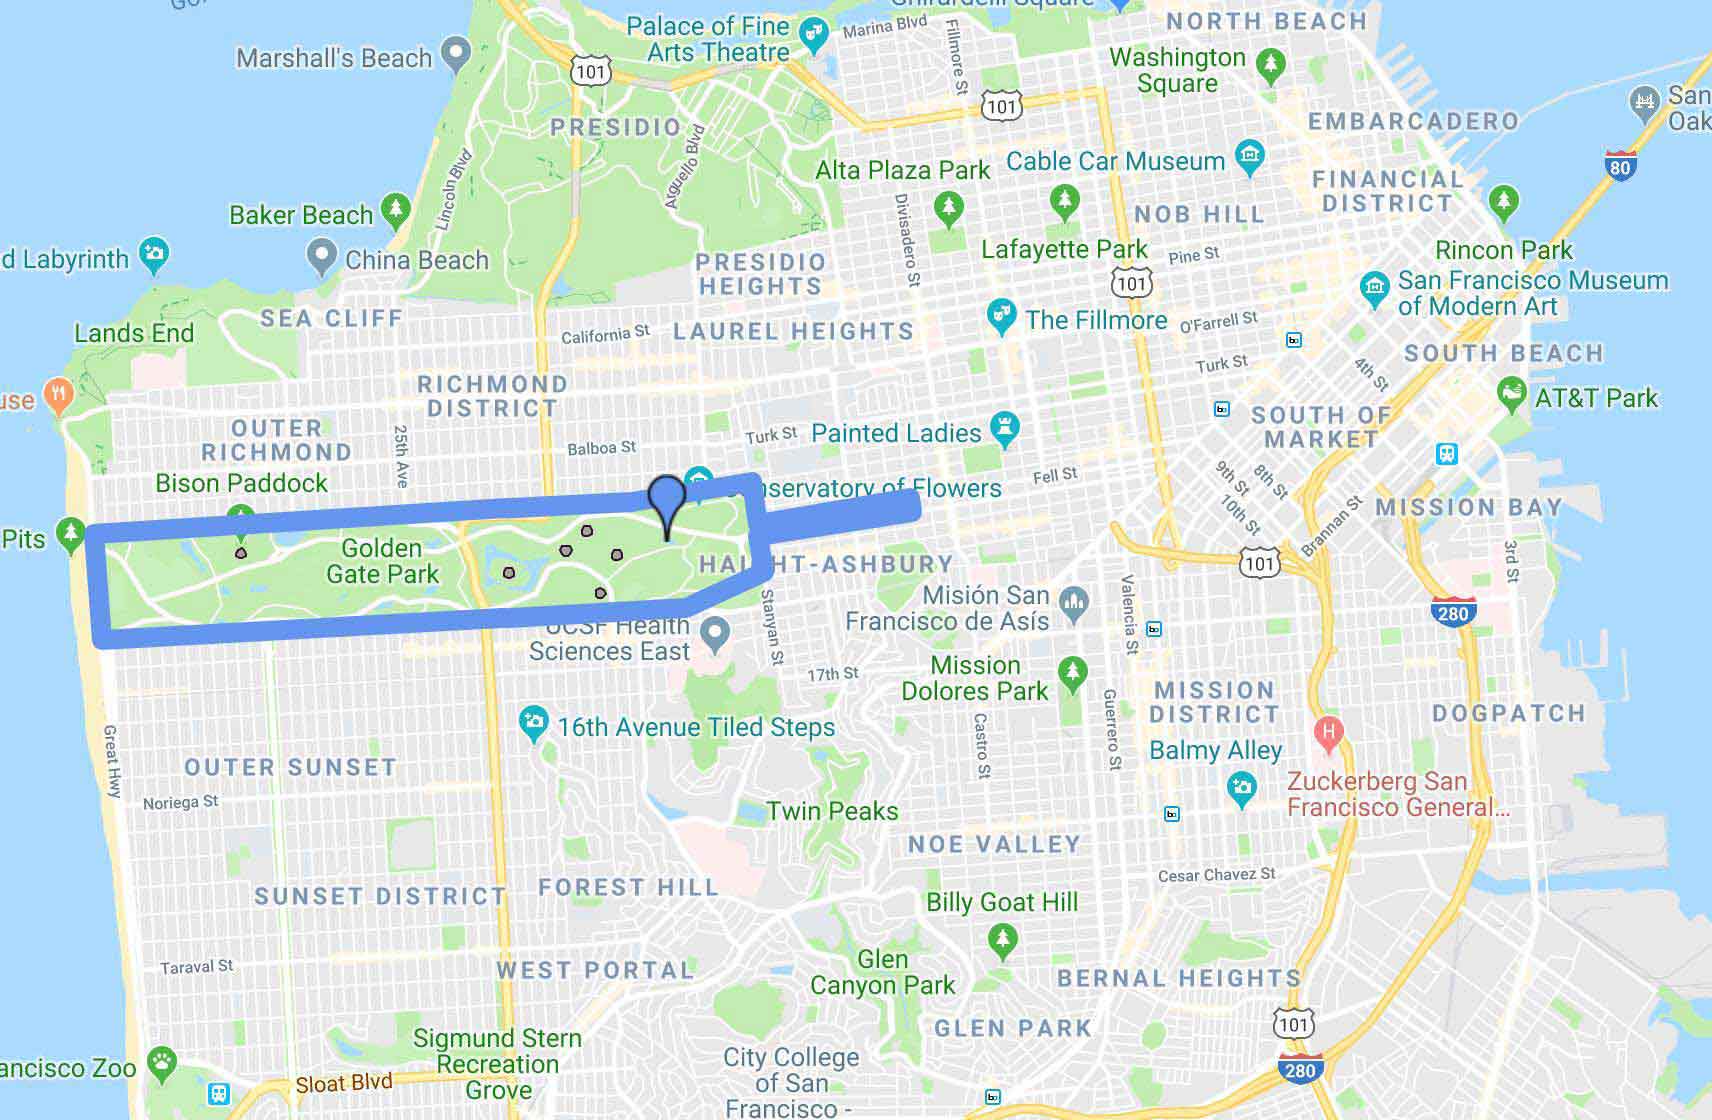 Ghirardelli Square
Palace of Fine
Arts Theatre
Marina Blvd
Fillmore St
NORTH BEACH
Washington
Square
Marshall's Beach
101
101
San
Oak
EMBARCADERO
PRESIDIO
Lincoln Blvd
Arguello Blvd
Alta Plaza Park
Cable Car Museum
80
FINANCIAL
DISTRICT
Baker Beach
Divisadero St
NOB HILL
Lafayette Park
Pine St
Rincon Park
d Labyrinth
China Beach
PRESIDIO
HEIGHTS
101
San Francisco Museum
of Modern Art
Lands End
SEA CLIFF
California St
LAUREL HEIGHTS
The Fillmore
O'Farrell St
Turk St
4th St
SOUTH BEACH
use
RICHMOND
DISTRICT
AT&T Park
OUTER
RICHMOND
25th Ave
Balboa St
Turk St
Painted Ladies
SOUTH OF
MARKET
Bison Paddock
nservatory of Flowers
Fell St
9th St
8th St
10th St
Brannan St
MISSION BAY
Pits
Golden
Gate Park
HAIGHT-ASHBURY
101
3rd St
280
Stanyan St
Misión San
Francisco de Asís
Valencia St
UCSF Health
Sciences East
17th St
Mission
Dolores Park
Castro St
Guerrero St
MISSION
DISTRICT
DOGPATCH
Great Hwy
16th Avenue Tiled Steps
Balmy Alley
H
Zuckerberg San
Francisco General...
OUTER SUNSET
Noriega St
Twin Peaks
NOE VALLEY
Cesar Chavez St
SUNSET DISTRICT
FOREST HILL
Billy Goat Hill
Taraval St
WEST PORTAL
Glen
Canyon Park
BERNAL HEIGHTS
GLEN PARK
101
Sigmund Stern
Recreation
Grove
ancisco Zoo
Sloat Blvd
City College
of San
Francisco -
280